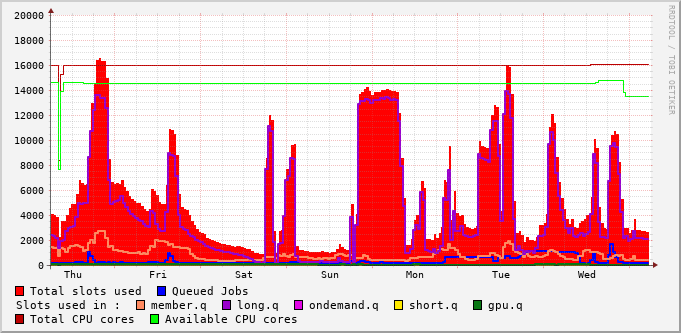 20000
18000
16000
14000
12000
10000
8000
6000
4000
2000
0
Thu Fri Sat Sun Mon Tue Wed
RRDTOOL / TOBI OETIKER
Total slots used Queued Jobs
Slots used in : member.q long.q ondemand.q short.q gpu.q
Total CPU cores Available CPU cores